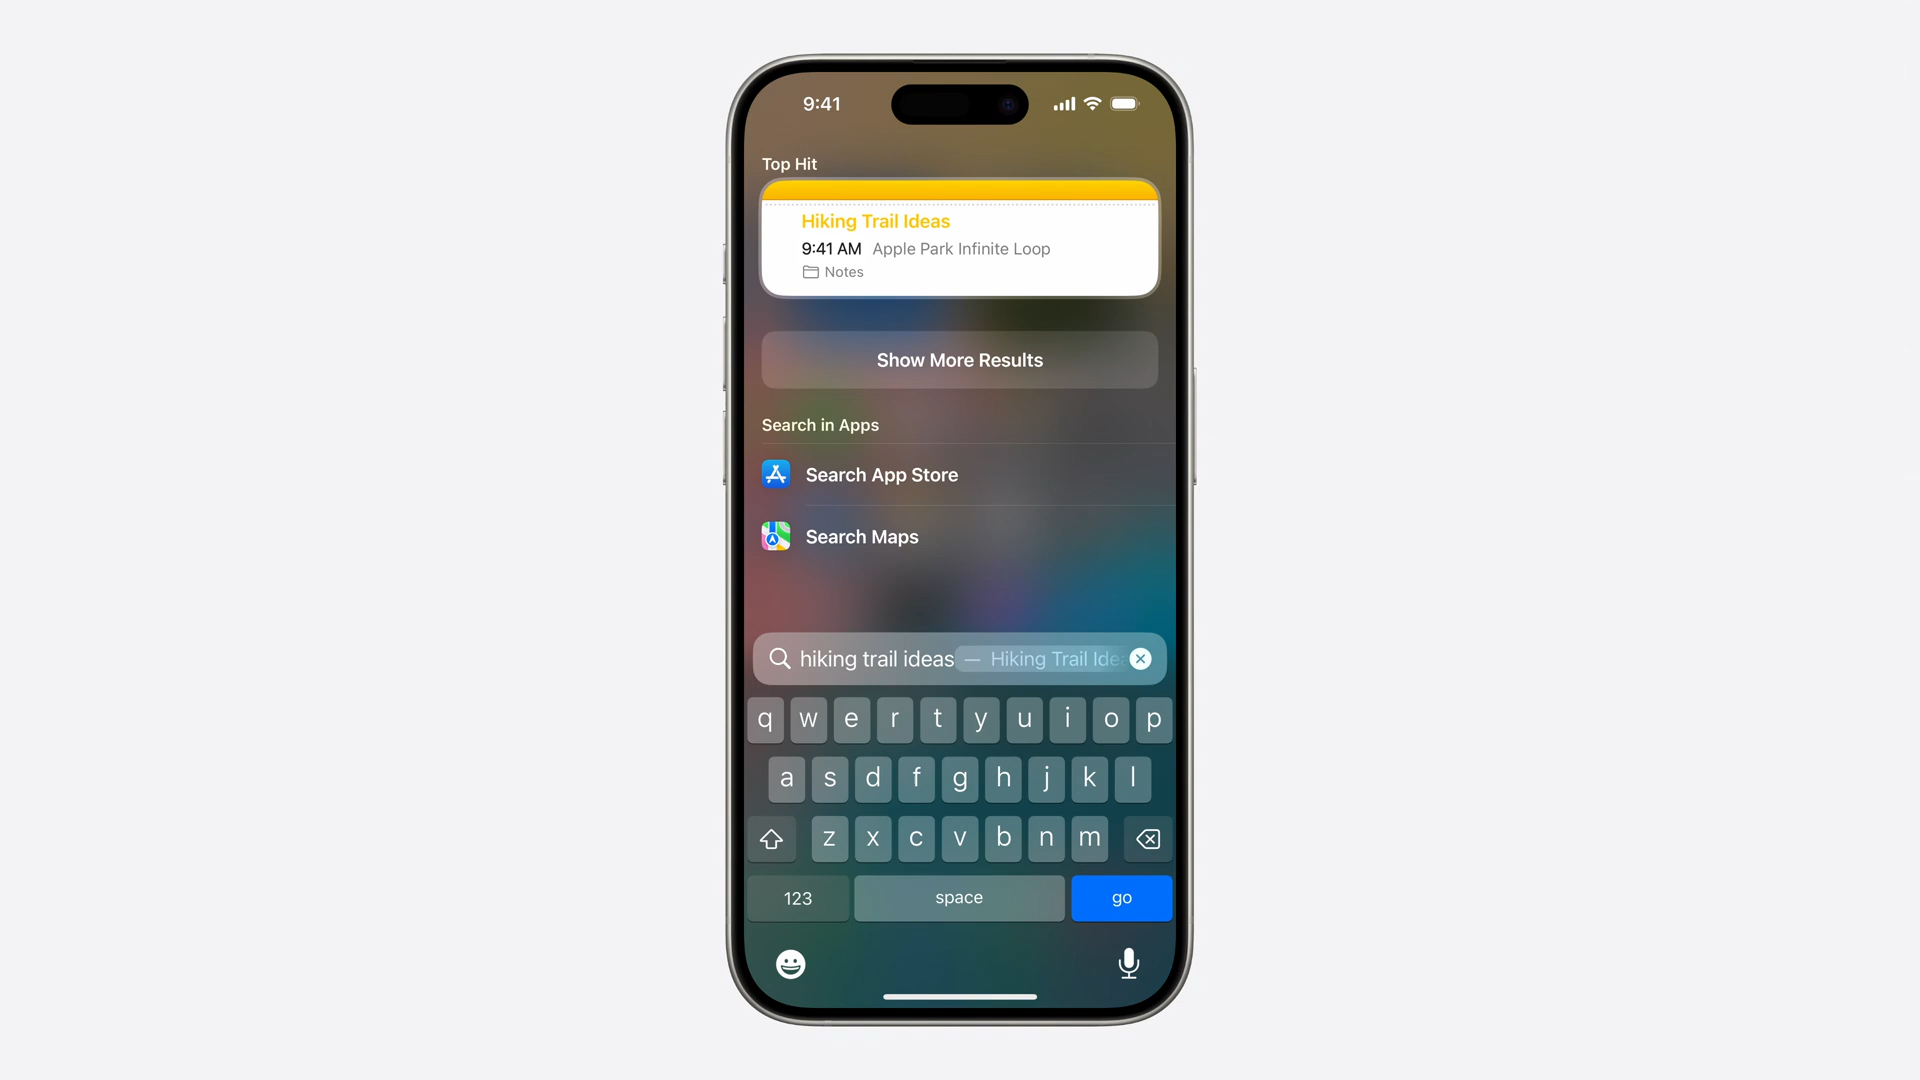 9:41
Top Hit
Hiking Trail Ideas
9:41 AM Apple Park Infinite Loop
Notes
Show More Results
Search in Apps
Search App Store
Search Maps
hiking trail ideas — Hiking Trail Idea
q w e r t y u i o p
a s d f g h j k l
z x c v b n m
123 space go